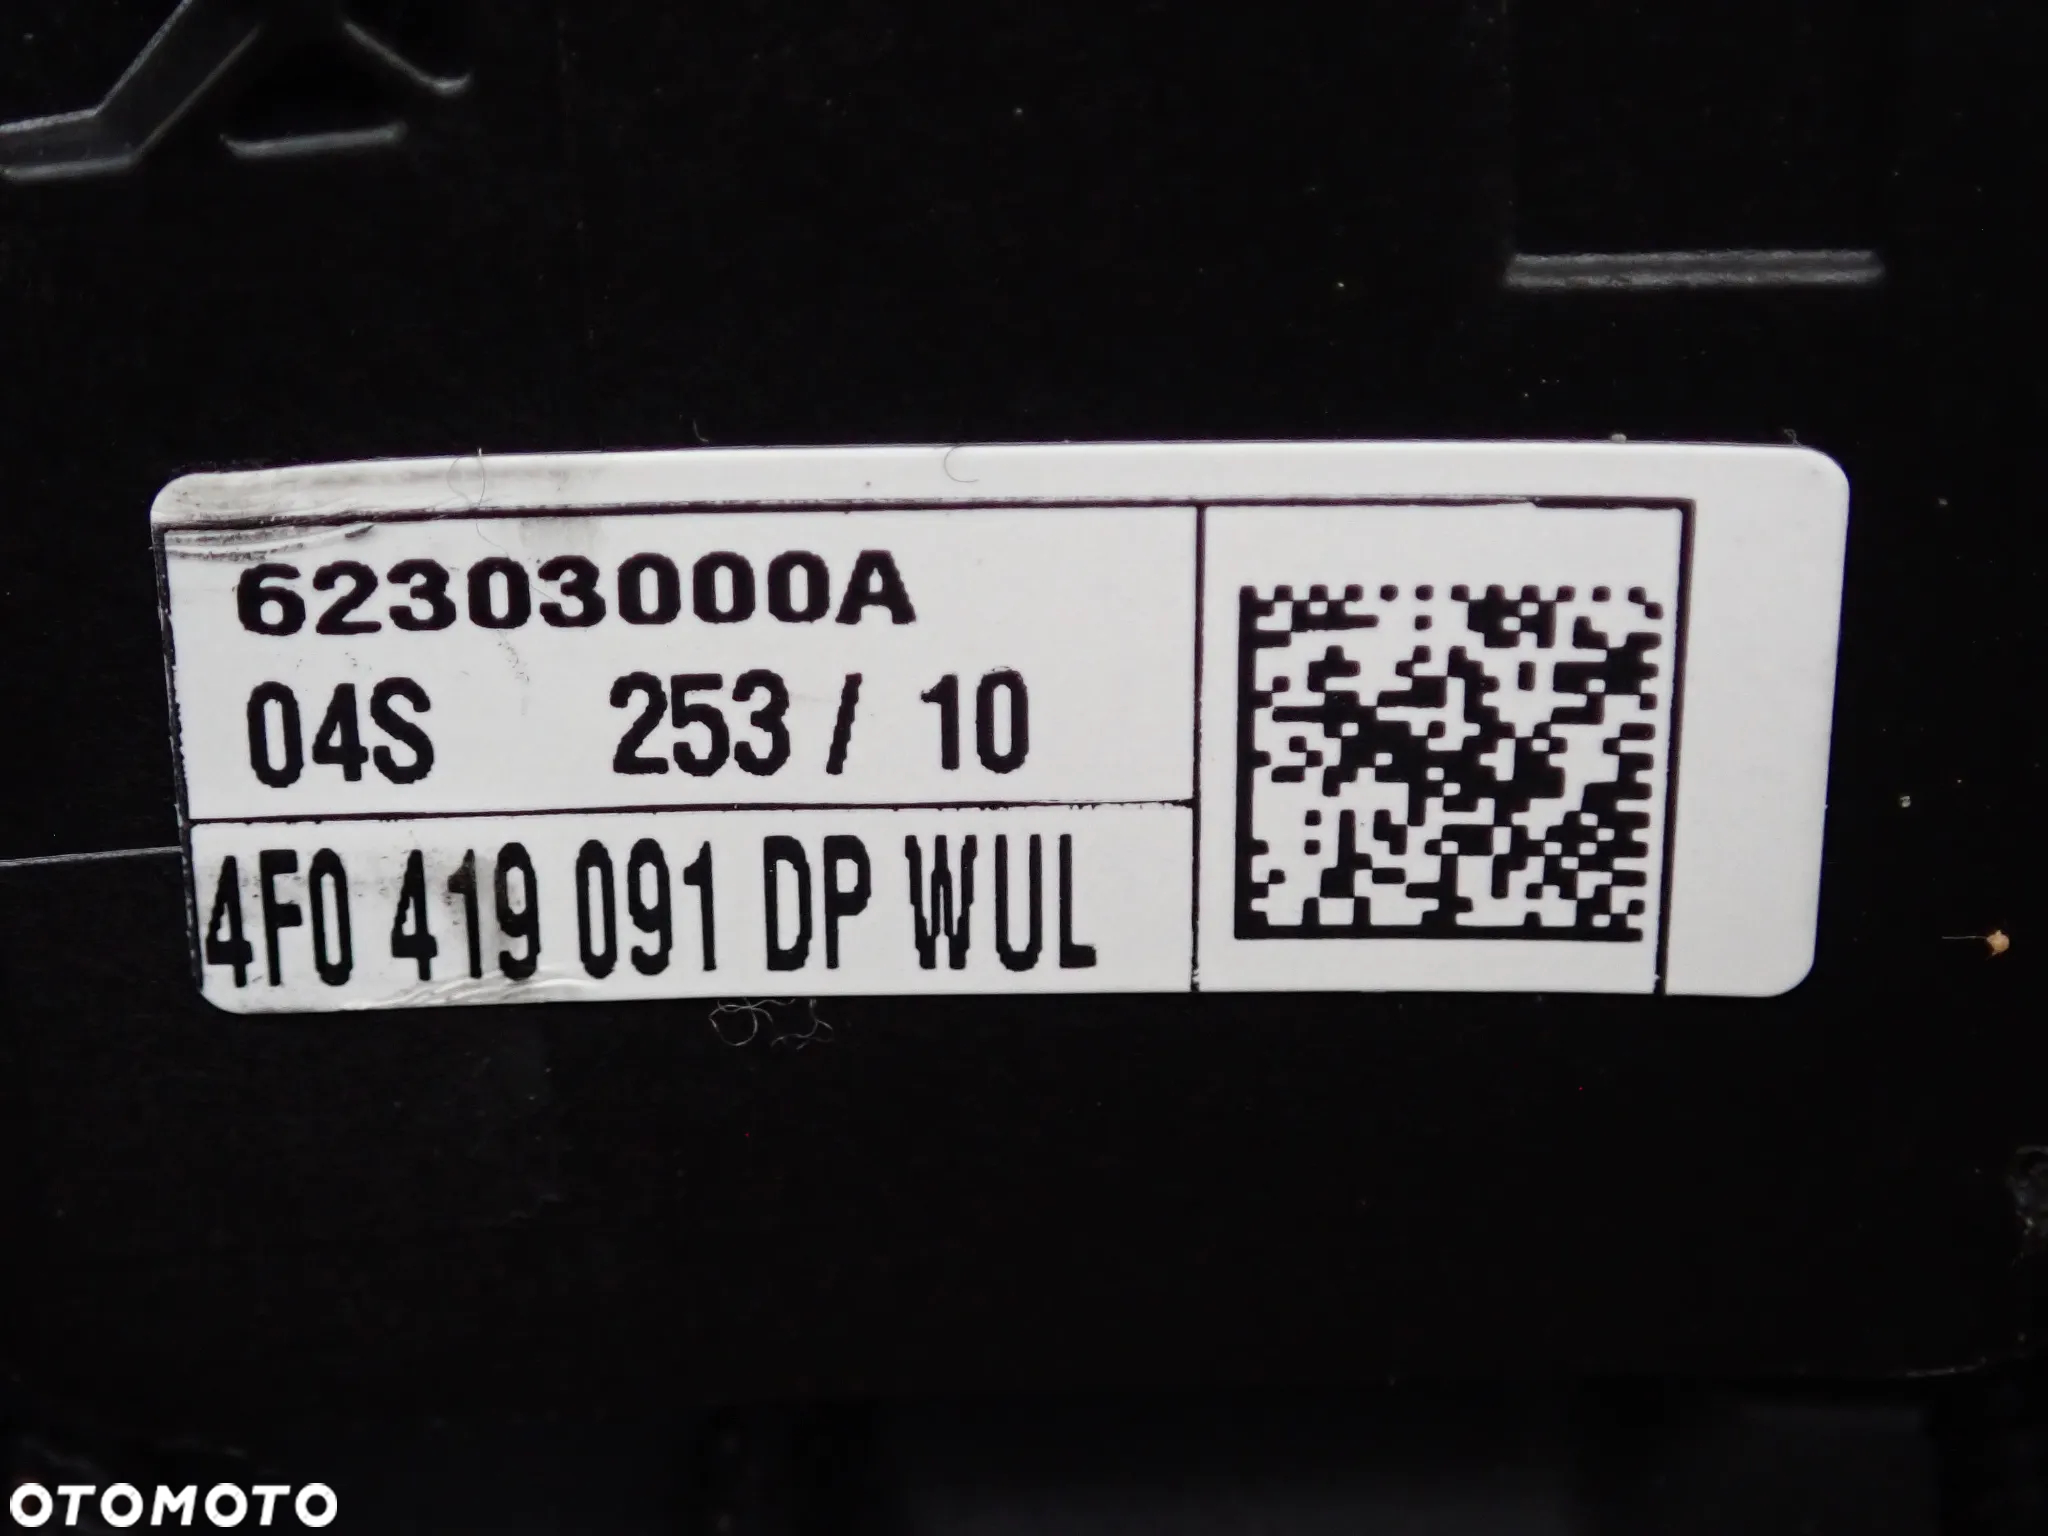 62303000A
04S 253 / 10
4F0 419 091 DP WUL
OTOMOTO